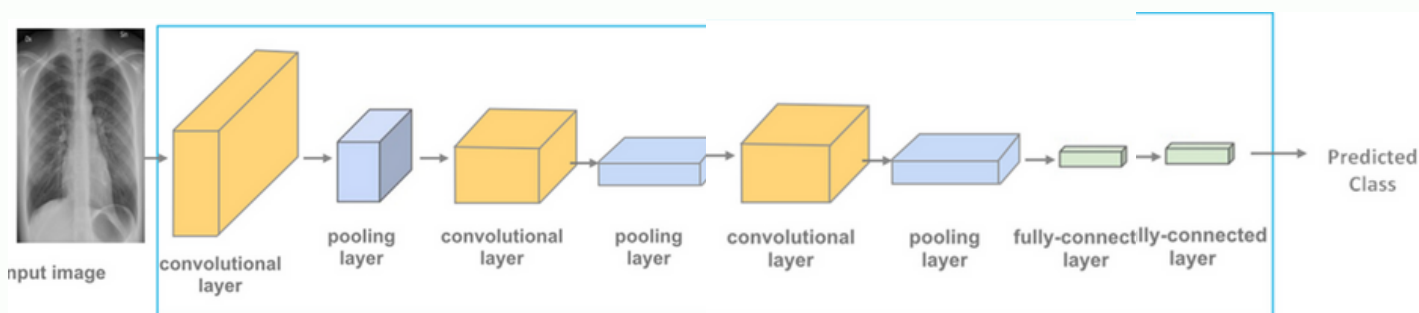 nput image
convolutional
layer
pooling
layer
convolutional
layer
pooling
layer
convolutional
layer
pooling
layer
fully-connect
layer
lly-connected
layer
Predicted
Class